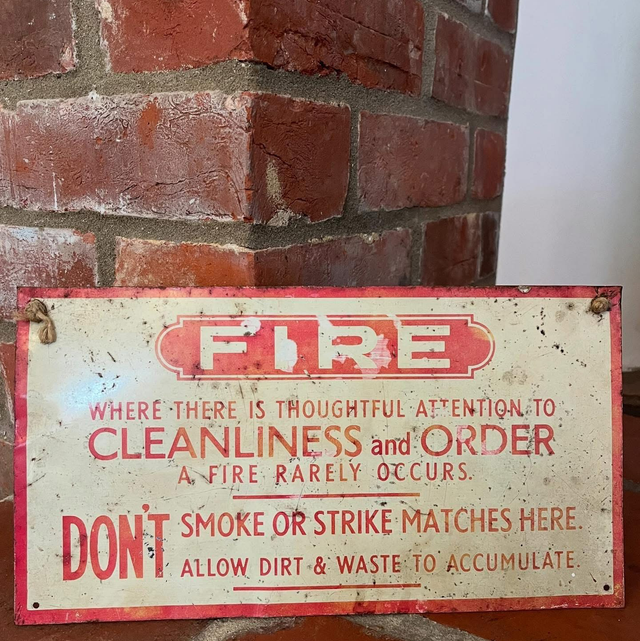 FIRE
WHERE THERE IS THOUGHTFUL ATTENTION TO
CLEANLINESS and ORDER
A FIRE RARELY OCCURS.
DON'T SMOKE OR STRIKE MATCHES HERE.
ALLOW DIRT & WASTE TO ACCUMULATE.